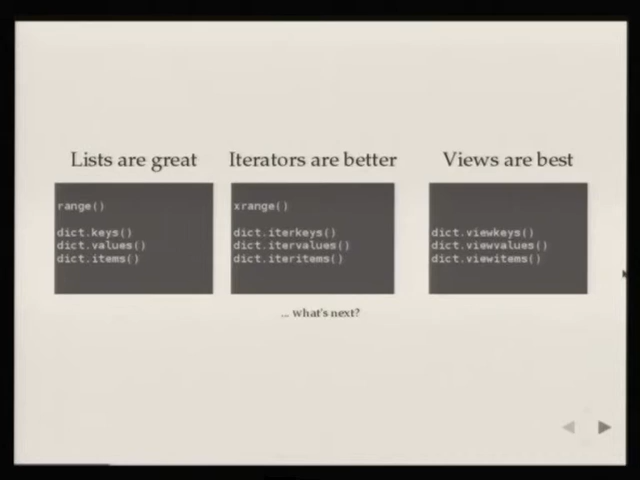 Lists are great
range()
dict.keys()
dict.values()
dict.items()
Iterators are better
xrange()
dict.iterkeys()
dict.itervalues()
dict.iteritems()
Views are best
dict.viewkeys()
dict.viewvalues()
dict.viewitems()
... what's next?